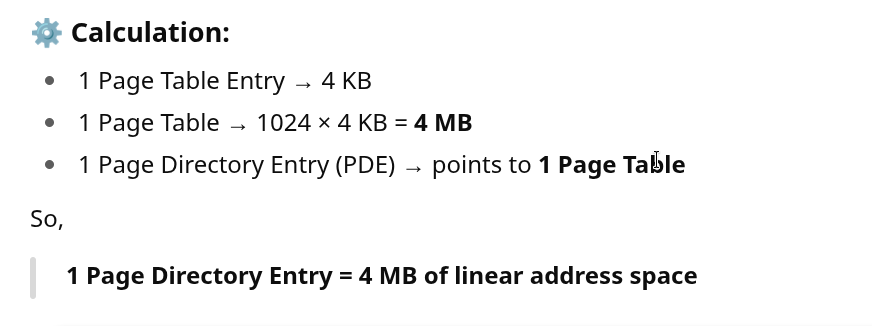 ⚙️ Calculation:
• 1 Page Table Entry → 4 KB
• 1 Page Table → 1024 × 4 KB = 4 MB
• 1 Page Directory Entry (PDE) → points to 1 Page Table
So,
1 Page Directory Entry = 4 MB of linear address space